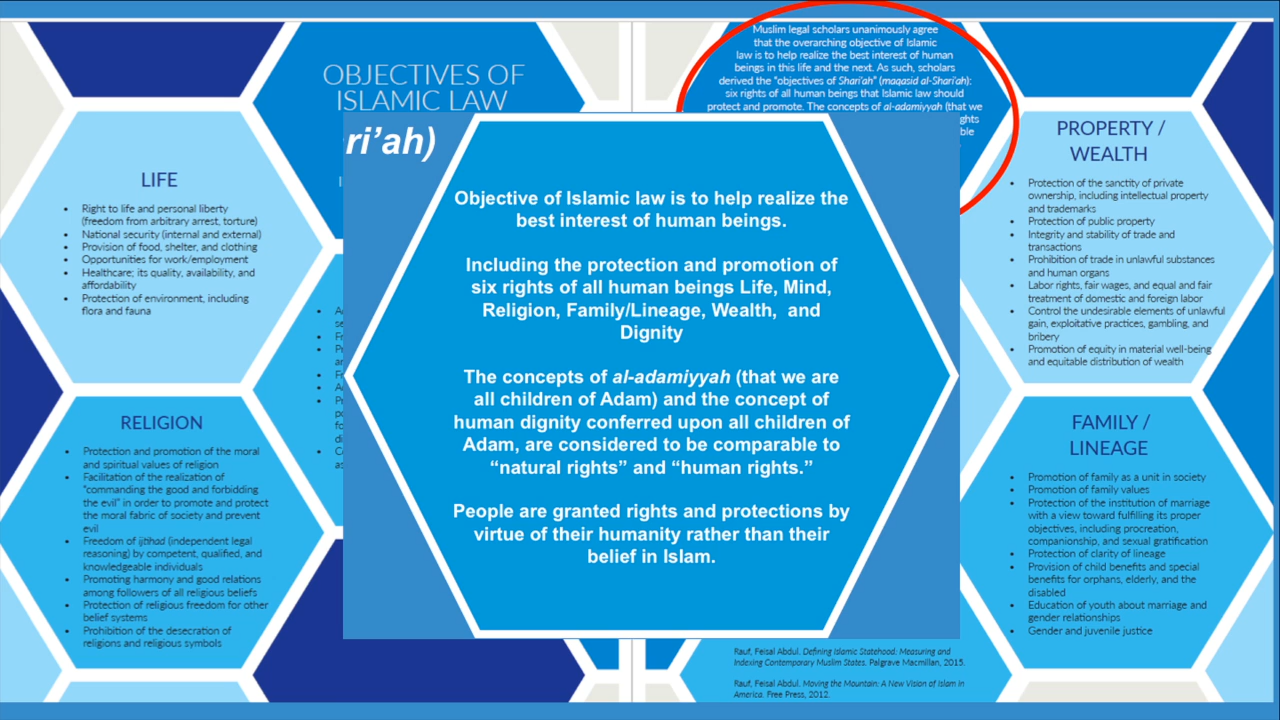 OBJECTIVES OF
ISLAMIC LAW
ri’ah)
LIFE
• Right to life and personal liberty
(freedom from arbitrary arrest, torture)
• National security (internal and external)
• Provision of food, shelter, and clothing
• Opportunities for work/employment
• Healthcare; its quality, availability, and
affordability
• Protection of environment, including
flora and fauna
RELIGION
• Protection and promotion of the moral
and spiritual values of religion
• Facilitation of the realization of
“commanding the good and forbidding
the evil” in order to promote and protect
the moral fabric of society and prevent
evil
• Freedom of ijtihad (independent legal
reasoning) by competent, qualified, and
knowledgeable individuals
• Promoting harmony and good relations
among followers of all religious beliefs
• Protection of religious freedom for other
belief systems
• Prohibition of the desecration of
religions and religious symbols
Objective of Islamic law is to help realize the
best interest of human beings.
Including the protection and promotion of
six rights of all human beings Life, Mind,
Religion, Family/Lineage, Wealth, and
Dignity
The concepts of al-adamiyyah (that we are
all children of Adam) and the concept of
human dignity conferred upon all children of
Adam, are considered to be comparable to
“natural rights” and “human rights.”
People are granted rights and protections by
virtue of their humanity rather than their
belief in Islam.
Muslim legal scholars unanimously agree
that the overarching objective of Islamic
law is to help realize the best interest of human
beings in this life and the next. As such, scholars
derived the “objectives of Shari’ah” (maqasid al-Shari’ah):
six rights of all human beings that Islamic law should
protect and promote. The concepts of al-adamiyyah (that we
ghts
ble
PROPERTY /
WEALTH
• Protection of the sanctity of private
ownership, including intellectual property
and trademarks
• Protection of public property
• Integrity and stability of trade and
transactions
• Prohibition of trade in unlawful substances
and human organs
• Labor rights, fair wages, and equal and fair
treatment of domestic and foreign labor
• Control the undesirable elements of unlawful
gain, exploitative practices, gambling, and
bribery
• Promotion of equity in material well-being
and equitable distribution of wealth
FAMILY /
LINEAGE
• Promotion of family as a unit in society
• Promotion of family values
• Protection of the institution of marriage
with a view toward fulfilling its proper
objectives, including procreation,
companionship, and sexual gratification
• Protection of clarity of lineage
• Provision of child benefits and special
benefits for orphans, elderly, and the
disabled
• Education of youth about marriage and
gender relationships
• Gender and juvenile justice
Rauf, Feisal Abdul. Defining Islamic Statehood: Measuring and
Indexing Contemporary Muslim States. Palgrave Macmillan, 2015.
Rauf, Feisal Abdul. Moving the Mountain: A New Vision of Islam in
America. Free Press, 2012.